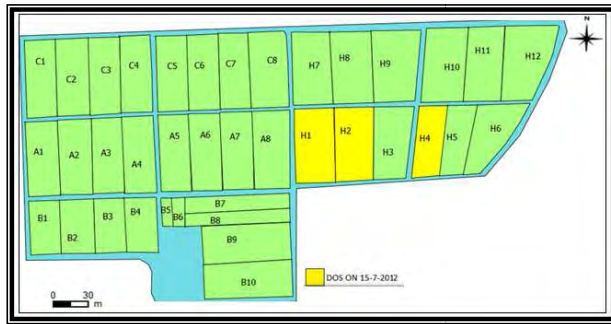 N
C1 C2 C3 C4 C5 C6 C7 C8 H7 H8 H9 H10 H11 H12
A1 A2 A3 A4 A5 A6 A7 A8 H1 H2 H3 H4 H5 H6
B1 B2 B3 B4 B5 B6 B7
B8
B9
B10
DOS ON 15-7-2012
0 30
m